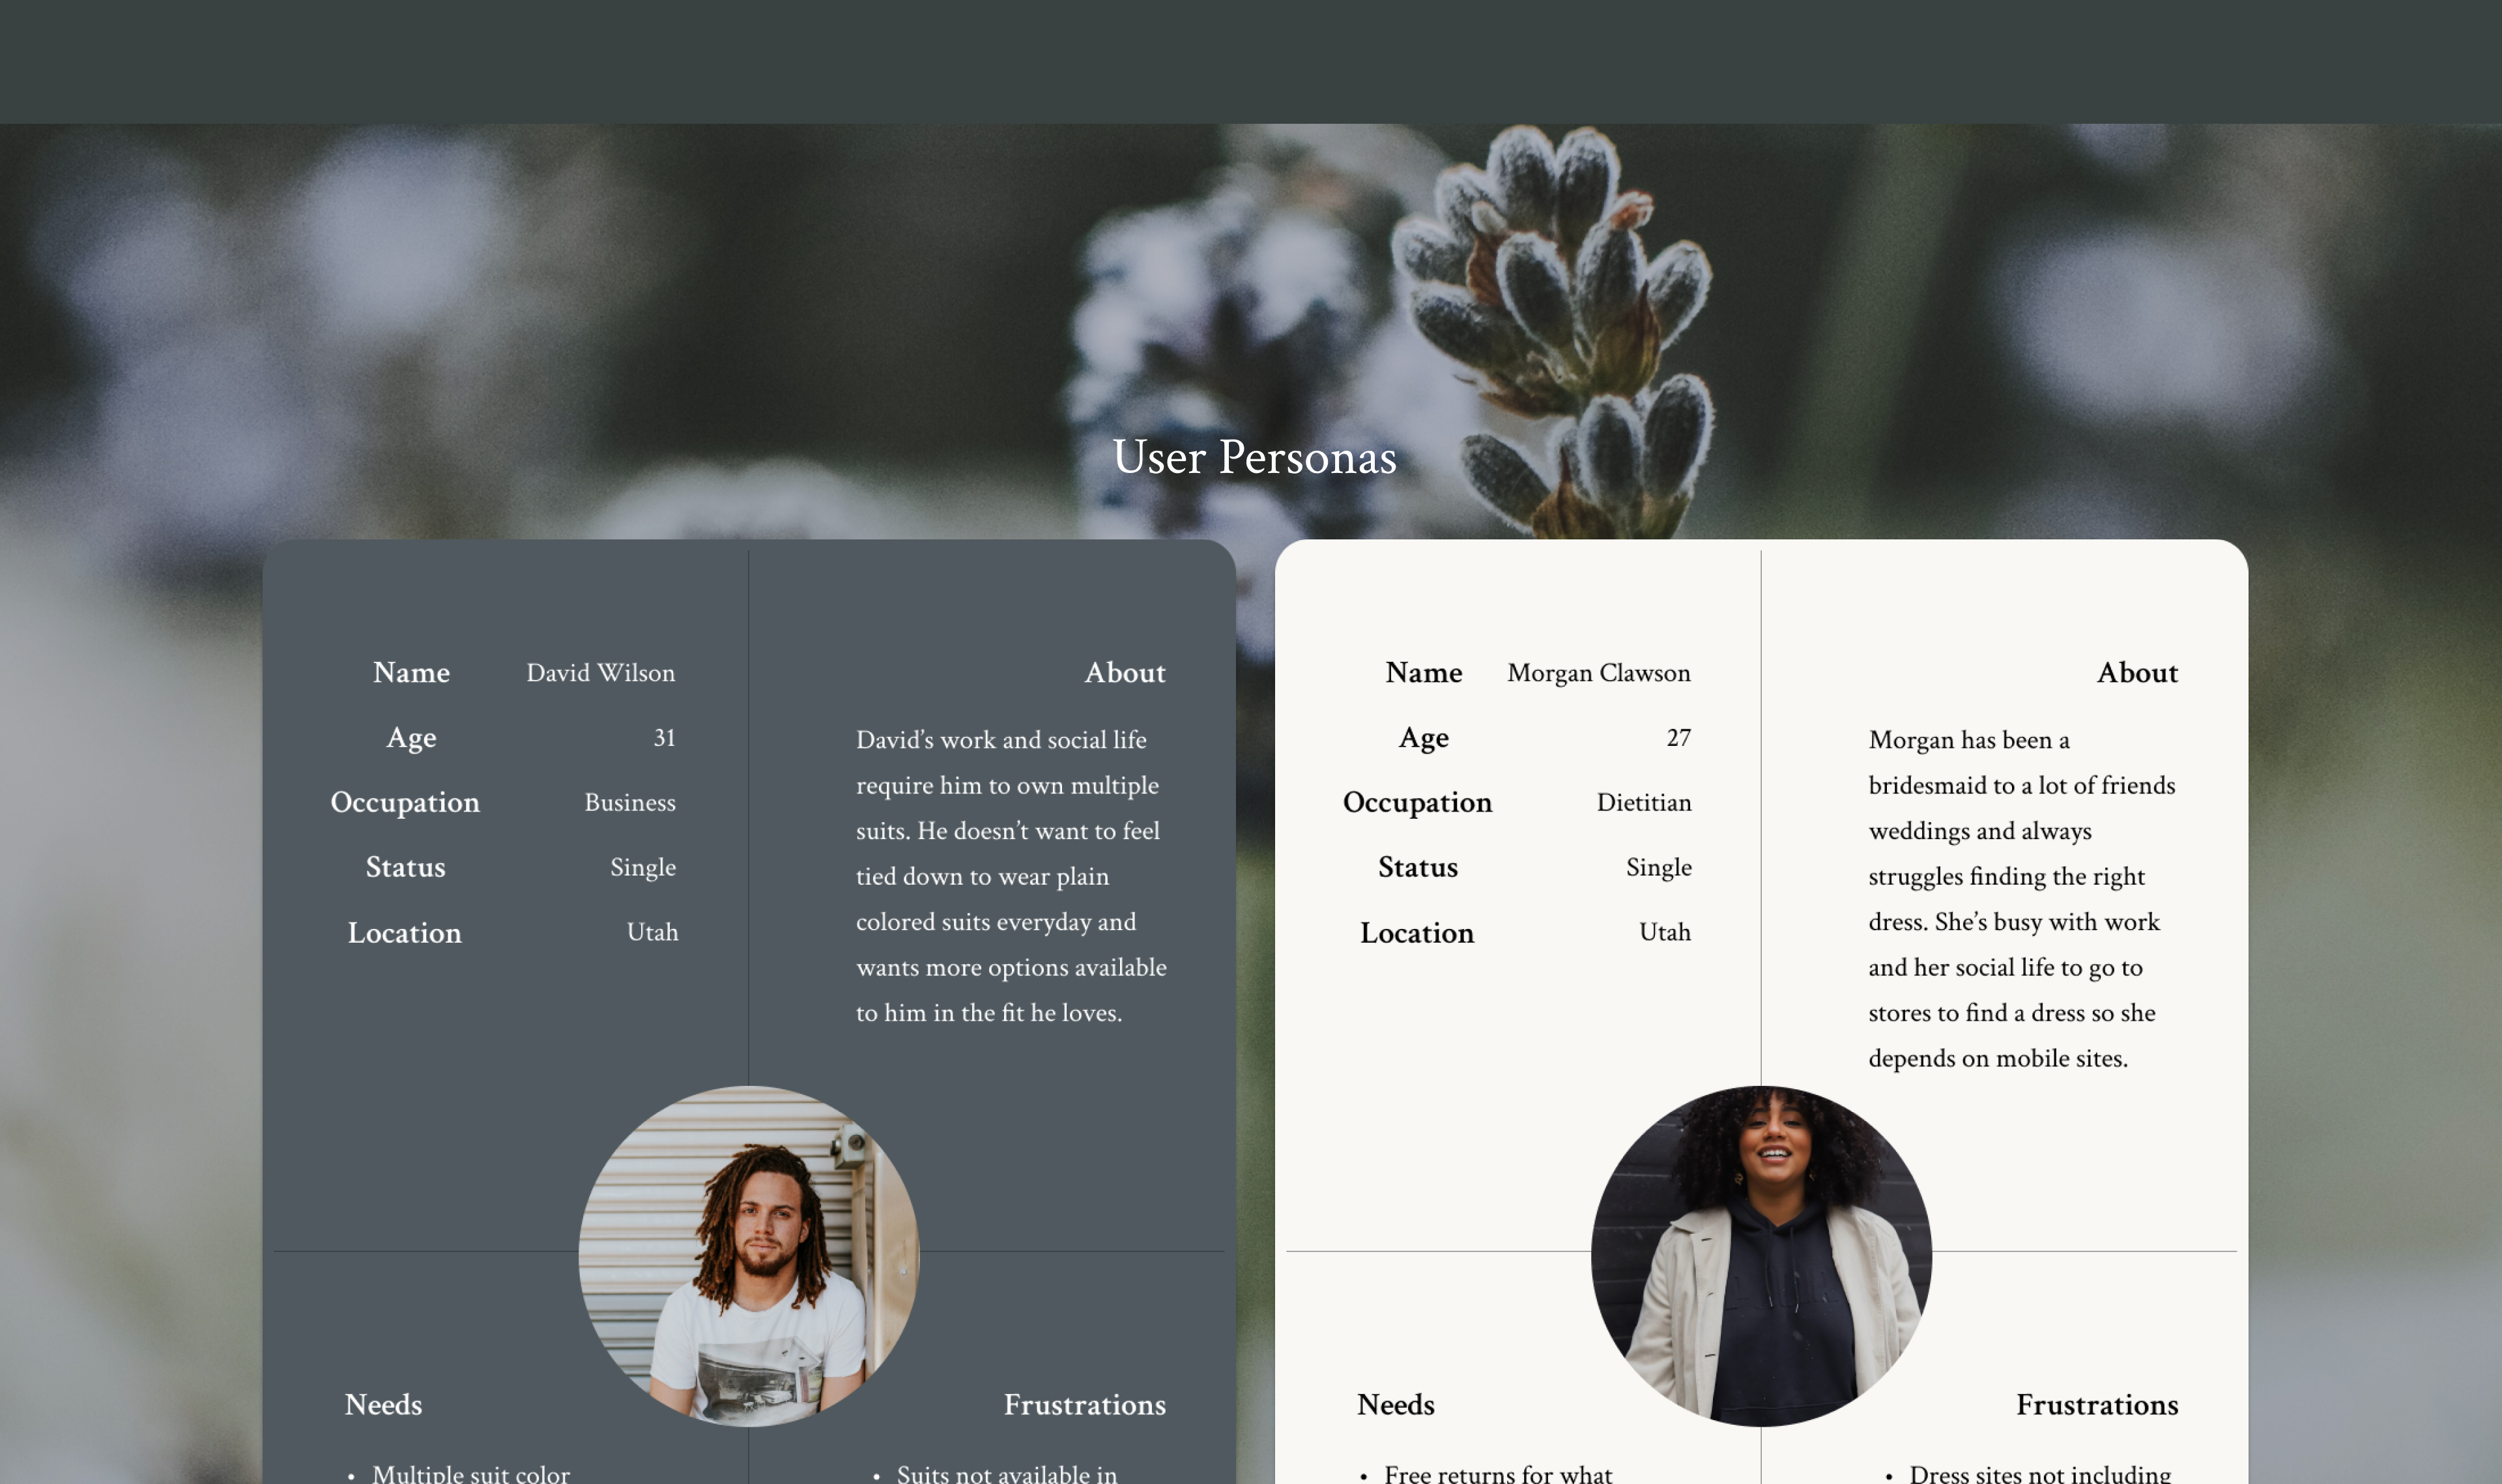 User Personas
Name David Wilson
Age 31
Occupation Business
Status Single
Location Utah
About
David’s work and social life
require him to own multiple
suits. He doesn’t want to feel
tied down to wear plain
colored suits everyday and
wants more options available
to him in the fit he loves.
Needs
• Multiple suit color
Frustrations
• Suits not available in
Name Morgan Clawson
Age 27
Occupation Dietitian
Status Single
Location Utah
About
Morgan has been a
bridesmaid to a lot of friends
weddings and always
struggles finding the right
dress. She’s busy with work
and her social life to go to
stores to find a dress so she
depends on mobile sites.
Needs
• Free returns for what
Frustrations
• Dress sites not including